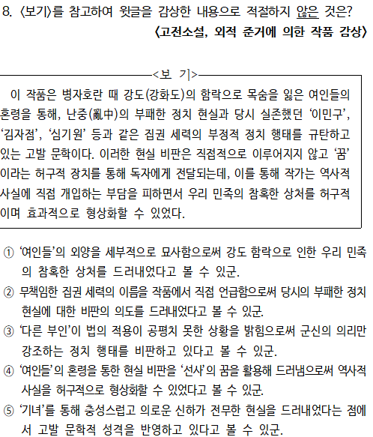 8. <보기>를 참고하여 윗글을 감상한 내용으로 적절하지 않은 것은?
<고전소설, 외적 준거에 의한 작품 감상>
<보 기>
이 작품은 병자호란 때 강도(강화도)의 함락으로 목숨을 잃은 여인들의
혼령을 통해, 난중(亂中)의 부패한 정치 현실과 당시 실존했던 '이민구',
'김자점', '심기원' 등과 같은 집권 세력의 부정적 정치 행태를 규탄하고
있는 고발 문학이다. 이러한 현실 비판은 직접적으로 이루어지지 않고 '꿈'
이라는 허구적 장치를 통해 독자에게 전달되는데, 이를 통해 작가는 역사적
사실에 직접 개입하는 부담을 피하면서 우리 민족의 참혹한 상처를 허구적
이며 효과적으로 형상화할 수 있었다.
① '여인들'의 외양을 세부적으로 묘사함으로써 강도 함락으로 인한 우리 민족
의 참혹한 상처를 드러내었다고 볼 수 있군.
② 무책임한 집권 세력의 이름을 작품에서 직접 언급함으로써 당시의 부패한 정치
현실에 대한 비판의 의도를 드러내었다고 볼 수 있군.
③ '다른 부인'이 법의 적용이 공평치 못한 상황을 밝힘으로써 군신의 의리만
강조하는 정치 행태를 비판하고 있다고 볼 수 있군.
④ '여인들'의 혼령을 통한 현실 비판을 '선사'의 꿈을 활용해 드러냄으로써 역사적
사실을 허구적으로 형상화할 수 있었다고 볼 수 있군.
⑤ '기녀'를 통해 충성스럽고 의로운 신하가 전무한 현실을 드러내었다는 점에
서 고발 문학적 성격을 반영하고 있다고 볼 수 있군.